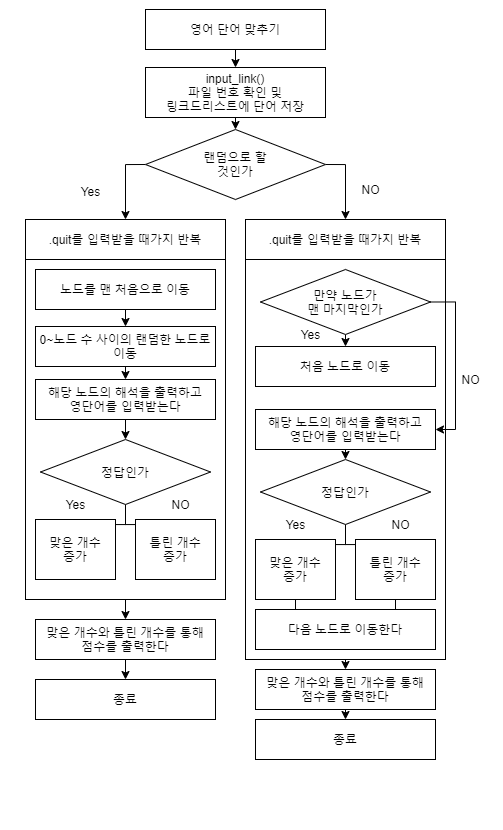 영어 단어 맞추기
input_link()
파일 번호 확인 및
링크드리스트에 단어 저장
랜덤으로 할
것인가
Yes
NO
.quit를 입력받을 때가지 반복
노드를 맨 처음으로 이동
0~노드 수 사이의 랜덤한 노드로
이동
해당 노드의 해석을 출력하고
영단어를 입력받는다
정답인가
Yes
NO
맞은 개수
증가
틀린 개수
증가
맞은 개수와 틀린 개수를 통해
점수를 출력한다
종료
.quit를 입력받을 때가지 반복
만약 노드가
맨 마지막인가
Yes
NO
처음 노드로 이동
해당 노드의 해석을 출력하고
영단어를 입력받는다
정답인가
Yes
NO
맞은 개수
증가
틀린 개수
증가
다음 노드로 이동한다
맞은 개수와 틀린 개수를 통해
점수를 출력한다
종료